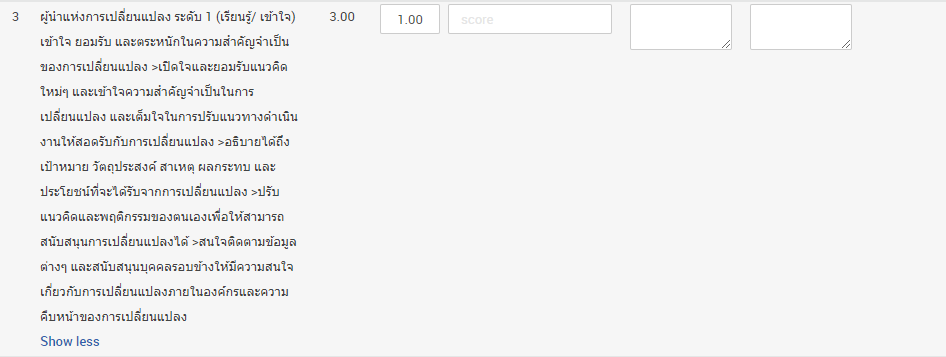 3 ผู้นำแห่งการเปลี่ยนแปลง ระดับ 1 (เรียนรู้/ เข้าใจ) 3.00 1.00 score
เข้าใจ ยอมรับ และตระหนักในความสำคัญจำเป็น
ของการเปลี่ยนแปลง >เปิดใจและยอมรับแนวคิด
ใหม่ๆ และเข้าใจความสำคัญจำเป็นในการ
เปลี่ยนแปลง และเต็มใจในการปรับแนวทางดำเนิน
งานให้สอดรับกับการเปลี่ยนแปลง >อธิบายได้ถึง
เป้าหมาย วัตถุประสงค์ สาเหตุ ผลกระทบ และ
ประโยชน์ที่จะได้รับจากการเปลี่ยนแปลง >ปรับ
แนวคิดและพฤติกรรมของตนเองเพื่อให้สามารถ
สนับสนุนการเปลี่ยนแปลงได้ >สนใจติดตามข้อมูล
ต่างๆ และสนับสนุนบุคคลรอบข้างให้มีความสนใจ
เกี่ยวกับการเปลี่ยนแปลงภายในองค์กรและความ
คืบหน้าของการเปลี่ยนแปลง
Show less